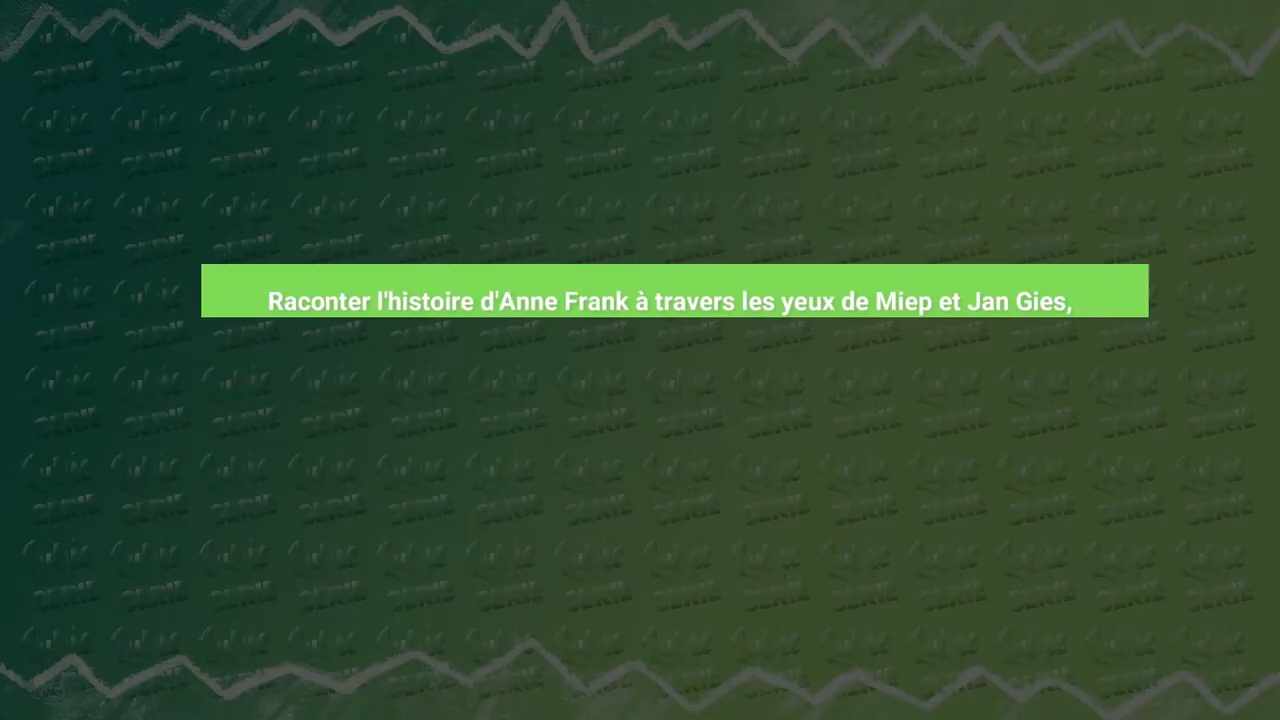 Raconter l'histoire d'Anne Frank à travers les yeux de Miep et Jan Gies,